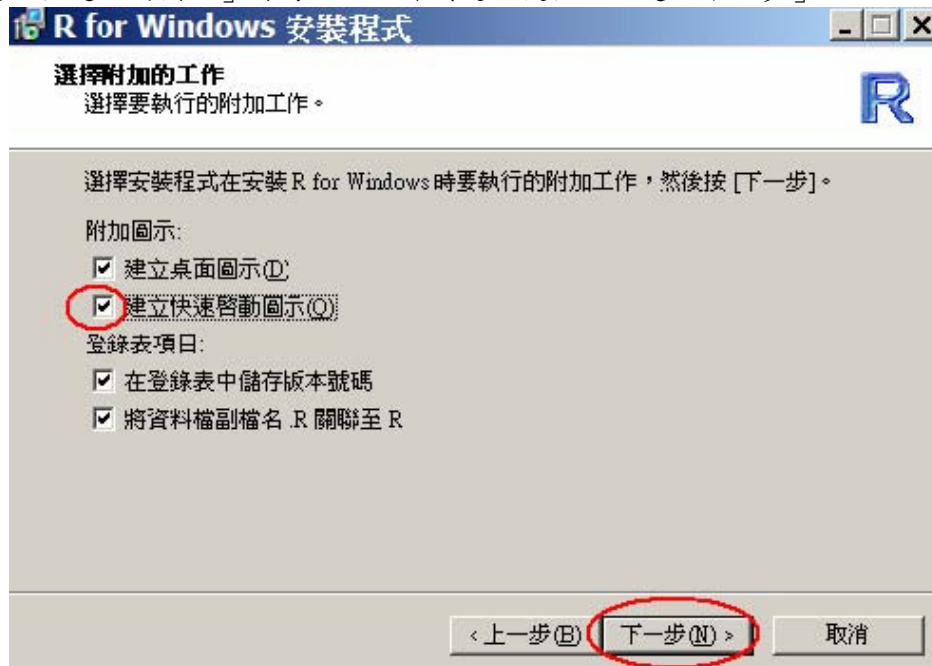 R for Windows 安裝程式
選擇附加的工作
選擇要執行的附加工作。
R
選擇安裝程式在安裝 R for Windows 時要執行的附加工作，然後按 [下一步]。
附加圖示:
建立桌面圖示(D)
建立快速啓動圖示(Q)
登錄表項目:
在登錄表中儲存版本號碼
將資料檔副檔名 .R 關聯至 R
<上一步(B) 下一步(N) > 取消